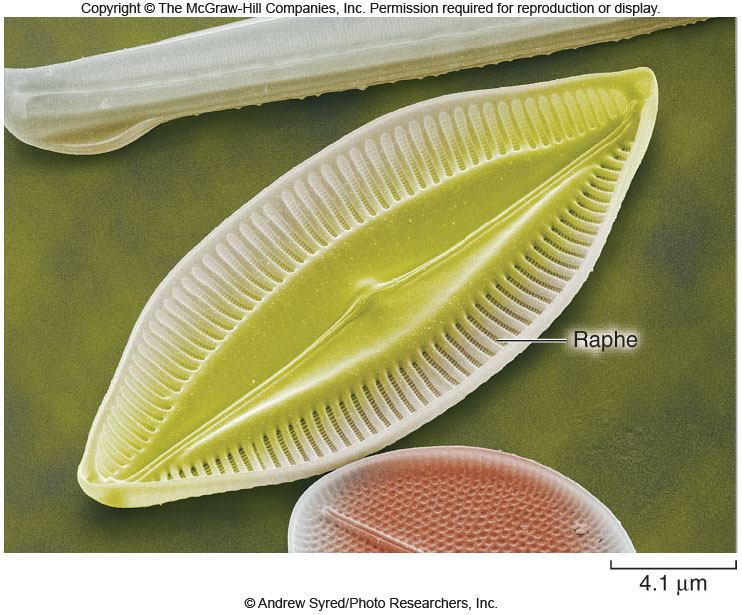 Copyright © The McGraw-Hill Companies, Inc. Permission required for reproduction or display.
Raphe
4.1 μm
© Andrew Syred/Photo Researchers, Inc.